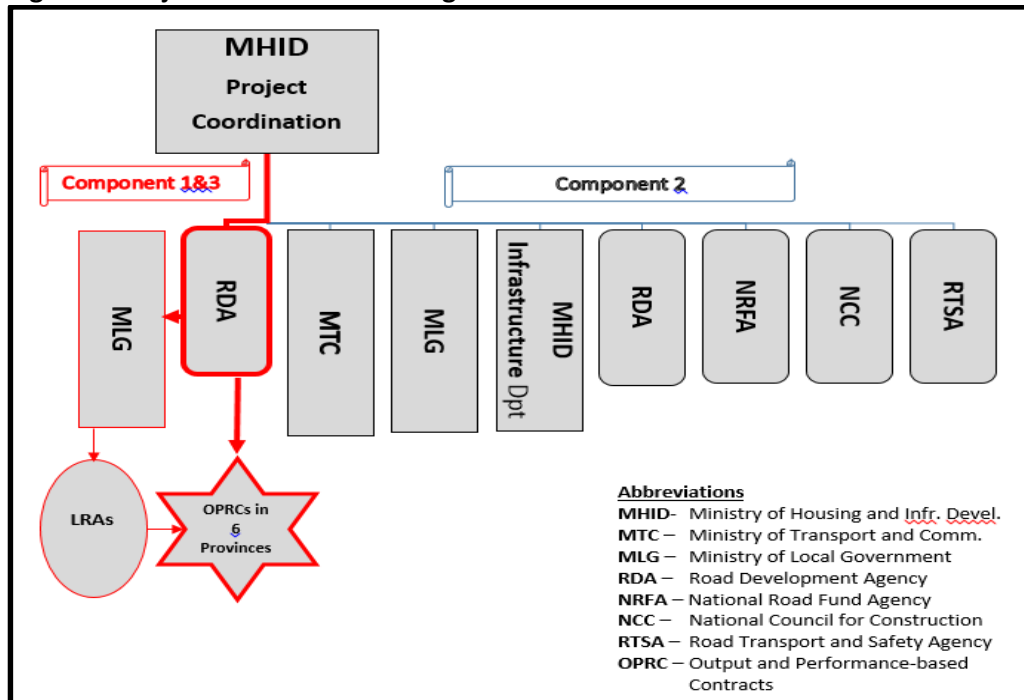 MHID
Project
Coordination
Component 1&3
Component 2
MLG
RDA
MTC
MLG
MHID
Infrastructure Dpt
RDA
NRFA
NCC
RTSA
LRAs
OPRCs in
6
Provinces
Abbreviations
MHID- Ministry of Housing and Infr. Devel.
MTC – Ministry of Transport and Comm.
MLG – Ministry of Local Government
RDA – Road Development Agency
NRFA – National Road Fund Agency
NCC – National Council for Construction
RTSA – Road Transport and Safety Agency
OPRC – Output and Performance-based
Contracts